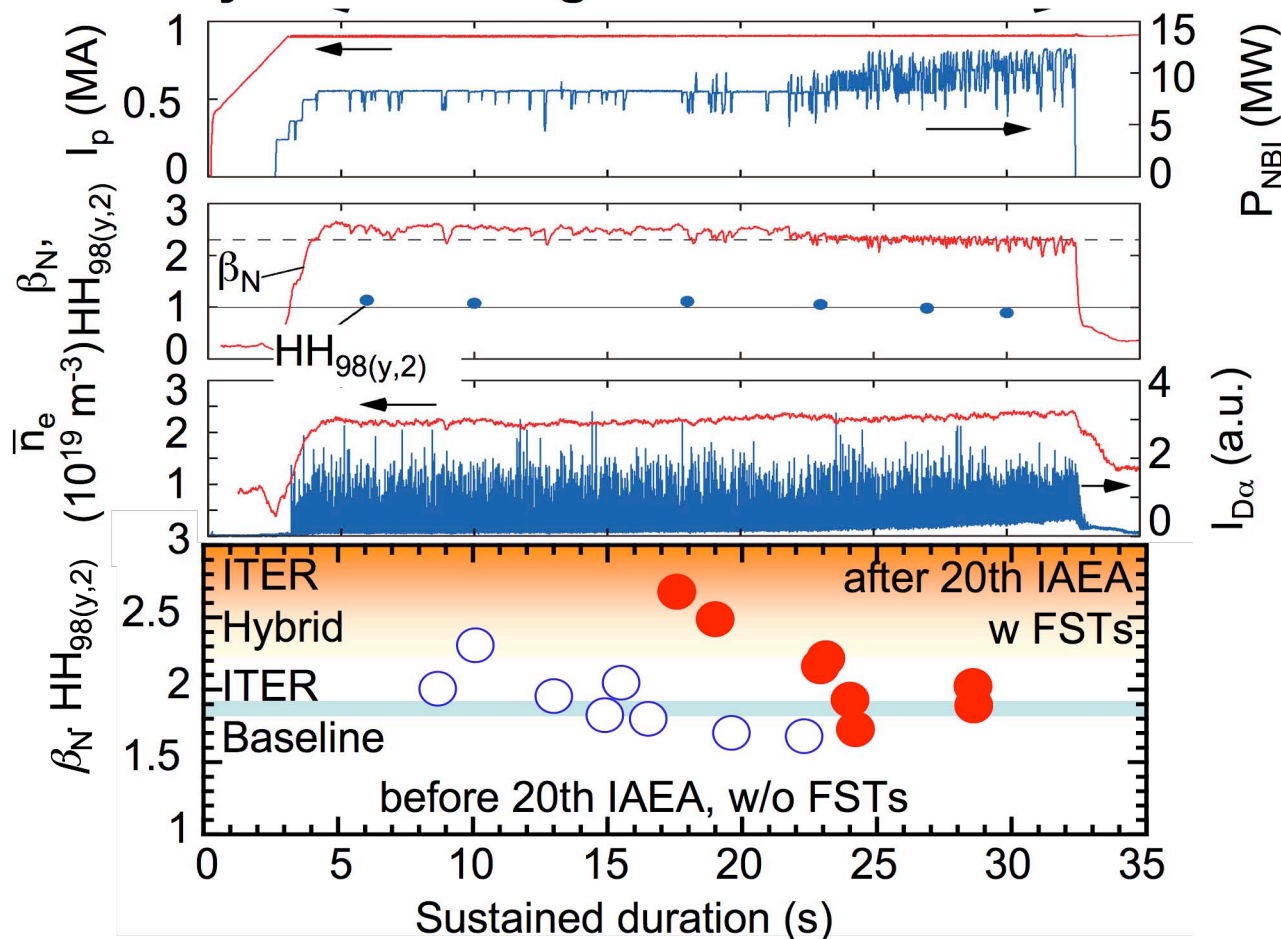 1
0.5
0
I_p (MA)
15
10
5
0
P_NBI (MW)
3
2
1
0
β_N,
HH_98(y,2)
β_N
HH_98(y,2)
3
2
1
n̅_e
(10^19 m^-3)
4
2
0
I_Dα (a.u.)
3
2.5
2
1.5
1
β_N HH_98(y,2)
ITER
Hybrid
after 20th IAEA
w FSTs
ITER
Baseline
before 20th IAEA, w/o FSTs
0 5 10 15 20 25 30 35
Sustained duration (s)